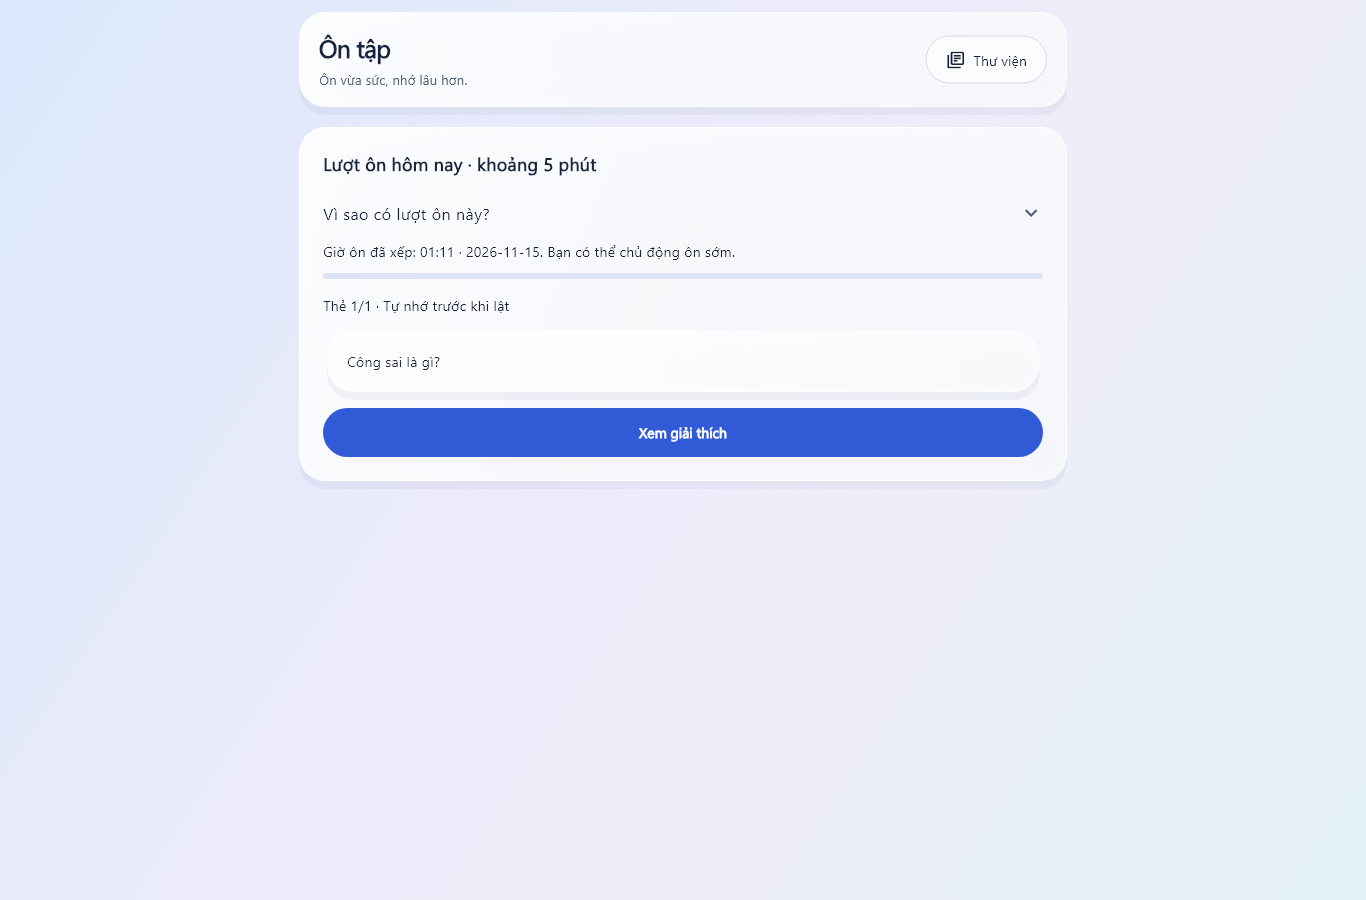 Ôn tập
Ôn vừa sức, nhớ lâu hơn.
Thư viện
Lượt ôn hôm nay · khoảng 5 phút
Vì sao có lượt ôn này?
Giờ ôn đã xếp: 01:11 · 2026-11-15. Bạn có thể chủ động ôn sớm.
Thẻ 1/1 · Tự nhớ trước khi lật
Công sai là gì?
Xem giải thích